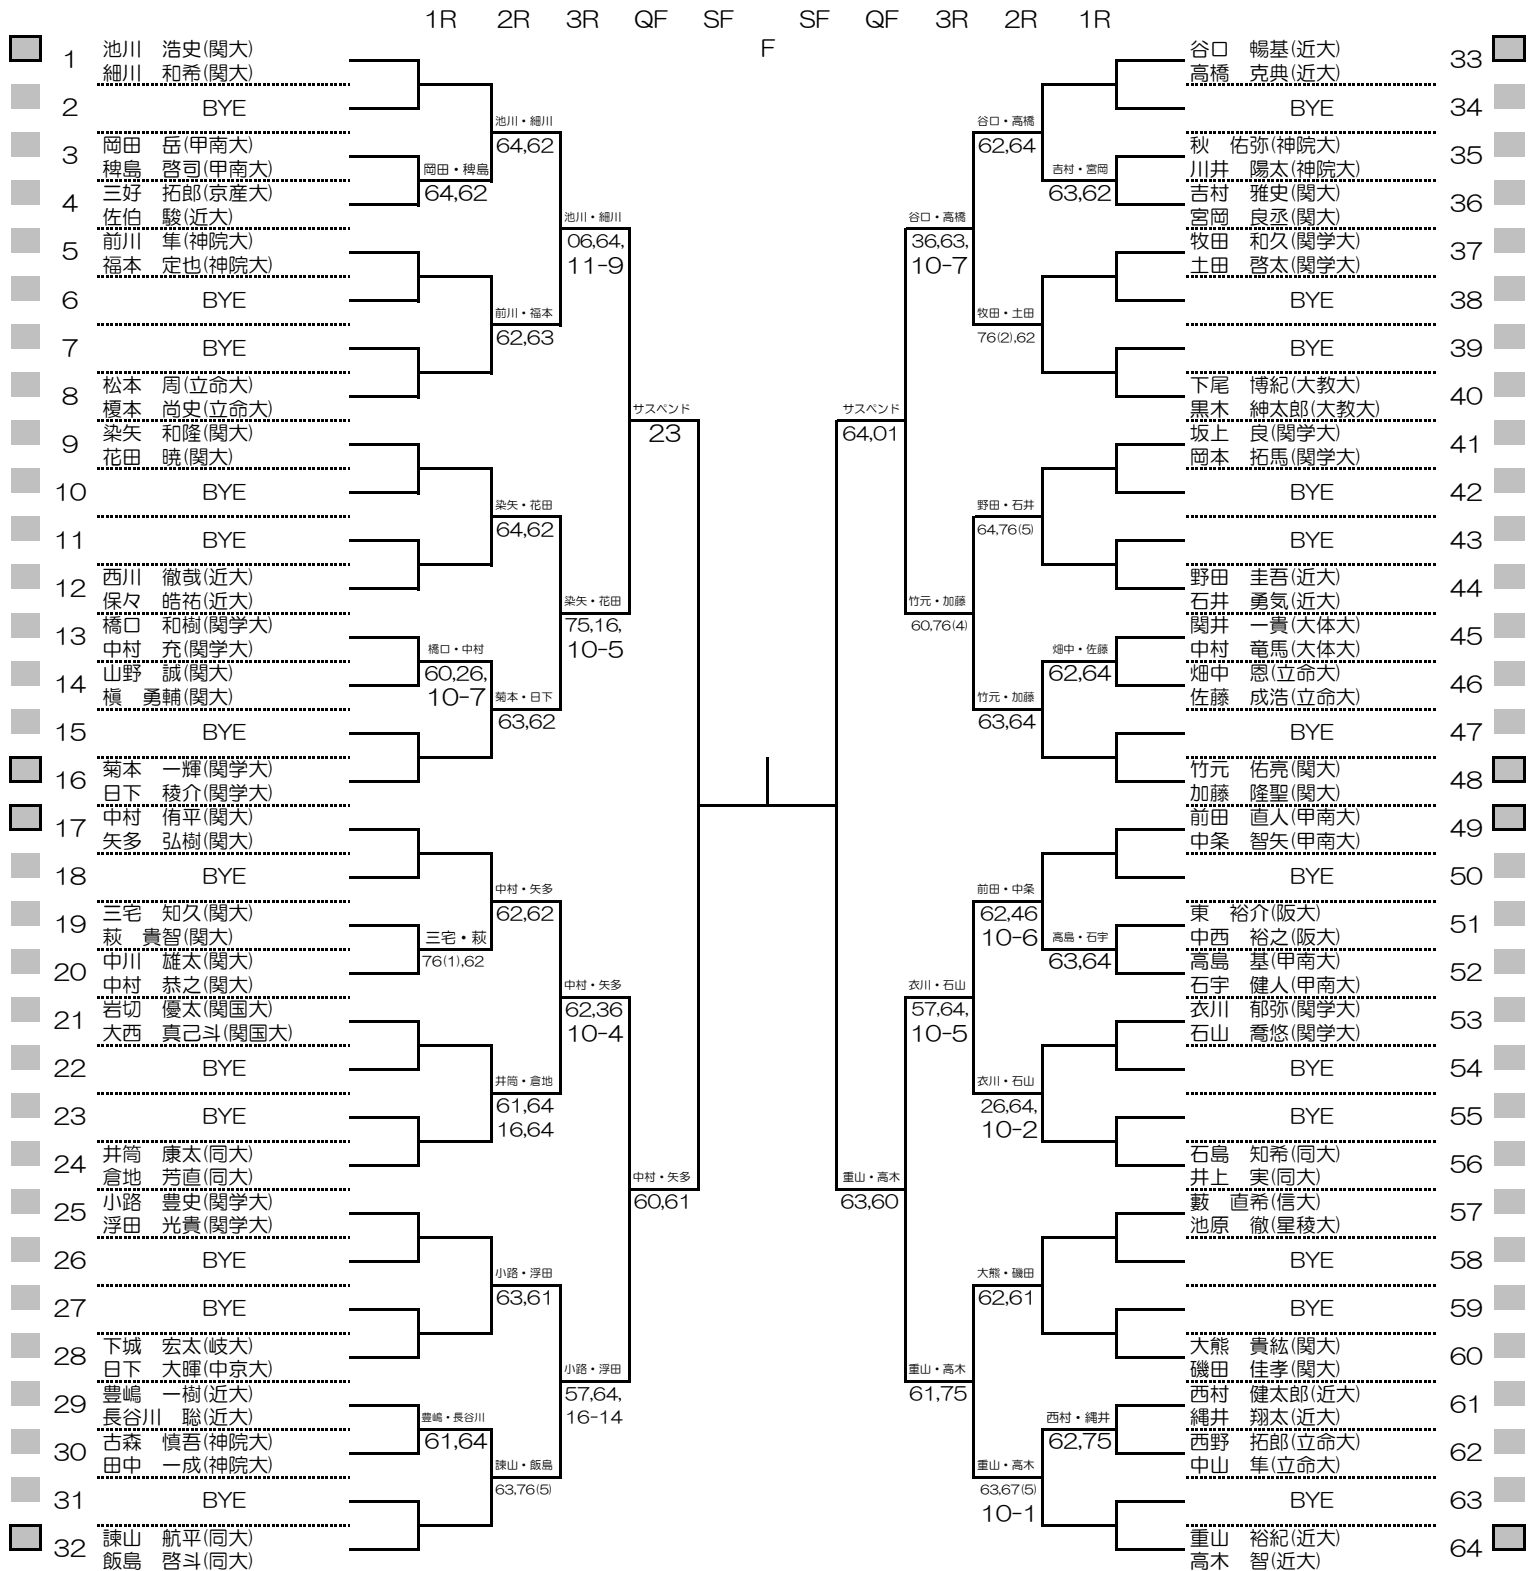 1R 2R 3R QF SF SF QF 3R 2R 1R
F
1 池川 浩史(関大)
細川 和希(関大)
2 BYE
3 岡田 岳(甲南大)
稗島 啓司(甲南大)
4 三好 拓郎(京産大)
佐伯 駿(近大)
5 前川 隼(神院大)
福本 定也(神院大)
6 BYE
7 BYE
8 松本 周(立命大)
榎本 尚史(立命大)
9 染矢 和隆(関大)
花田 暁(関大)
10 BYE
11 BYE
12 西川 徹哉(近大)
保々 皓祐(近大)
13 橋口 和樹(関学大)
中村 充(関学大)
14 山野 誠(関大)
槇 勇輔(関大)
15 BYE
16 菊本 一輝(関学大)
日下 稜介(関学大)
17 中村 侑平(関大)
矢多 弘樹(関大)
18 BYE
19 三宅 知久(関大)
萩 貴智(関大)
20 中川 雄太(関大)
中村 恭之(関大)
21 岩切 優太(関国大)
大西 真己斗(関国大)
22 BYE
23 BYE
24 井筒 康太(同大)
倉地 芳直(同大)
25 小路 豊史(関学大)
浮田 光貴(関学大)
26 BYE
27 BYE
28 下城 宏太(岐大)
日下 大暉(中京大)
29 豊嶋 一樹(近大)
長谷川 聡(近大)
30 古森 慎吾(神院大)
田中 一成(神院大)
31 BYE
32 諫山 航平(同大)
飯島 啓斗(同大)
岡田・稗島
64,62
橋口・中村
60,26,
10-7
三宅・萩
76(1),62
豊嶋・長谷川
61,64
池川・細川
64,62
前川・福本
62,63
染矢・花田
64,62
菊本・日下
63,62
中村・矢多
62,62
井筒・倉地
61,64
16,64
小路・浮田
63,61
諫山・飯島
63,76(5)
池川・細川
06,64,
11-9
染矢・花田
75,16,
10-5
中村・矢多
62,36
10-4
小路・浮田
57,64,
16-14
サスペンド
23
中村・矢多
60,61
サスペンド
64,01
重山・高木
63,60
谷口・高橋
36,63,
10-7
竹元・加藤
60,76(4)
衣川・石山
57,64,
10-5
重山・高木
61,75
谷口・高橋
62,64
牧田・土田
76(2),62
野田・石井
64,76(5)
竹元・加藤
63,64
前田・中条
62,46
10-6
衣川・石山
26,64,
10-2
大熊・磯田
62,61
重山・高木
63,67(5)
10-1
吉村・宮岡
63,62
畑中・佐藤
62,64
高島・石宇
63,64
西村・縄井
62,75
谷口 暢基(近大) 33
高橋 克典(近大)
BYE 34
秋 佑弥(神院大) 35
川井 陽太(神院大)
吉村 雅史(関大) 36
宮岡 良丞(関大)
牧田 和久(関学大) 37
土田 啓太(関学大)
BYE 38
BYE 39
下尾 博紀(大教大) 40
黒木 紳太郎(大教大)
坂上 良(関学大) 41
岡本 拓馬(関学大)
BYE 42
BYE 43
野田 圭吾(近大) 44
石井 勇気(近大)
関井 一貴(大体大) 45
中村 竜馬(大体大)
畑中 恩(立命大) 46
佐藤 成浩(立命大)
BYE 47
竹元 佑亮(関大) 48
加藤 隆聖(関大)
前田 直人(甲南大) 49
中条 智矢(甲南大)
BYE 50
東 裕介(阪大) 51
中西 裕之(阪大)
高島 基(甲南大) 52
石宇 健人(甲南大)
衣川 郁弥(関学大) 53
石山 喬悠(関学大)
BYE 54
BYE 55
石島 知希(同大) 56
井上 実(同大)
藪 直希(信大) 57
池原 徹(星稜大)
BYE 58
BYE 59
大熊 貴紘(関大) 60
磯田 佳孝(関大)
西村 健太郎(近大) 61
縄井 翔太(近大)
西野 拓郎(立命大) 62
中山 隼(立命大)
BYE 63
重山 裕紀(近大) 64
高木 智(近大)